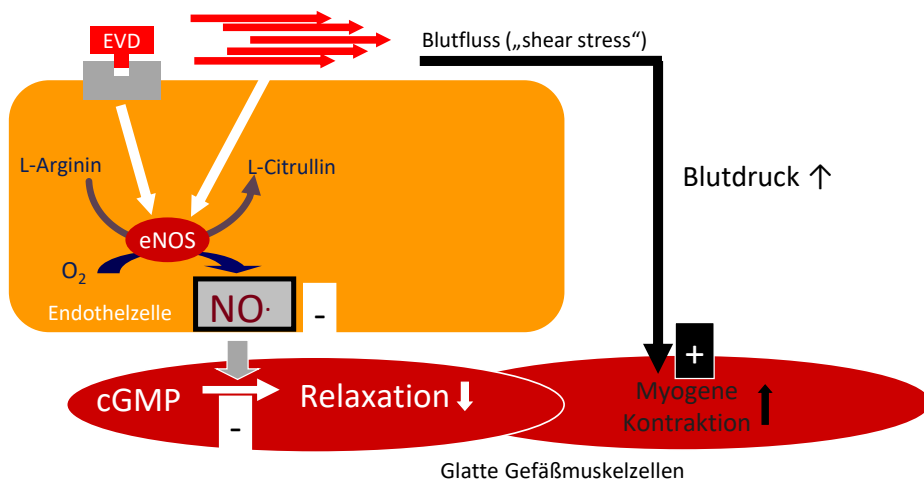 EVD
Blutfluss („shear stress“)
L-Arginin
L-Citrullin
Blutdruck ↑
eNOS
O₂
Endothelzelle
NO·
-
+
cGMP
Relaxation
-
Myogene
Kontraktion
Glatte Gefäßmuskelzellen